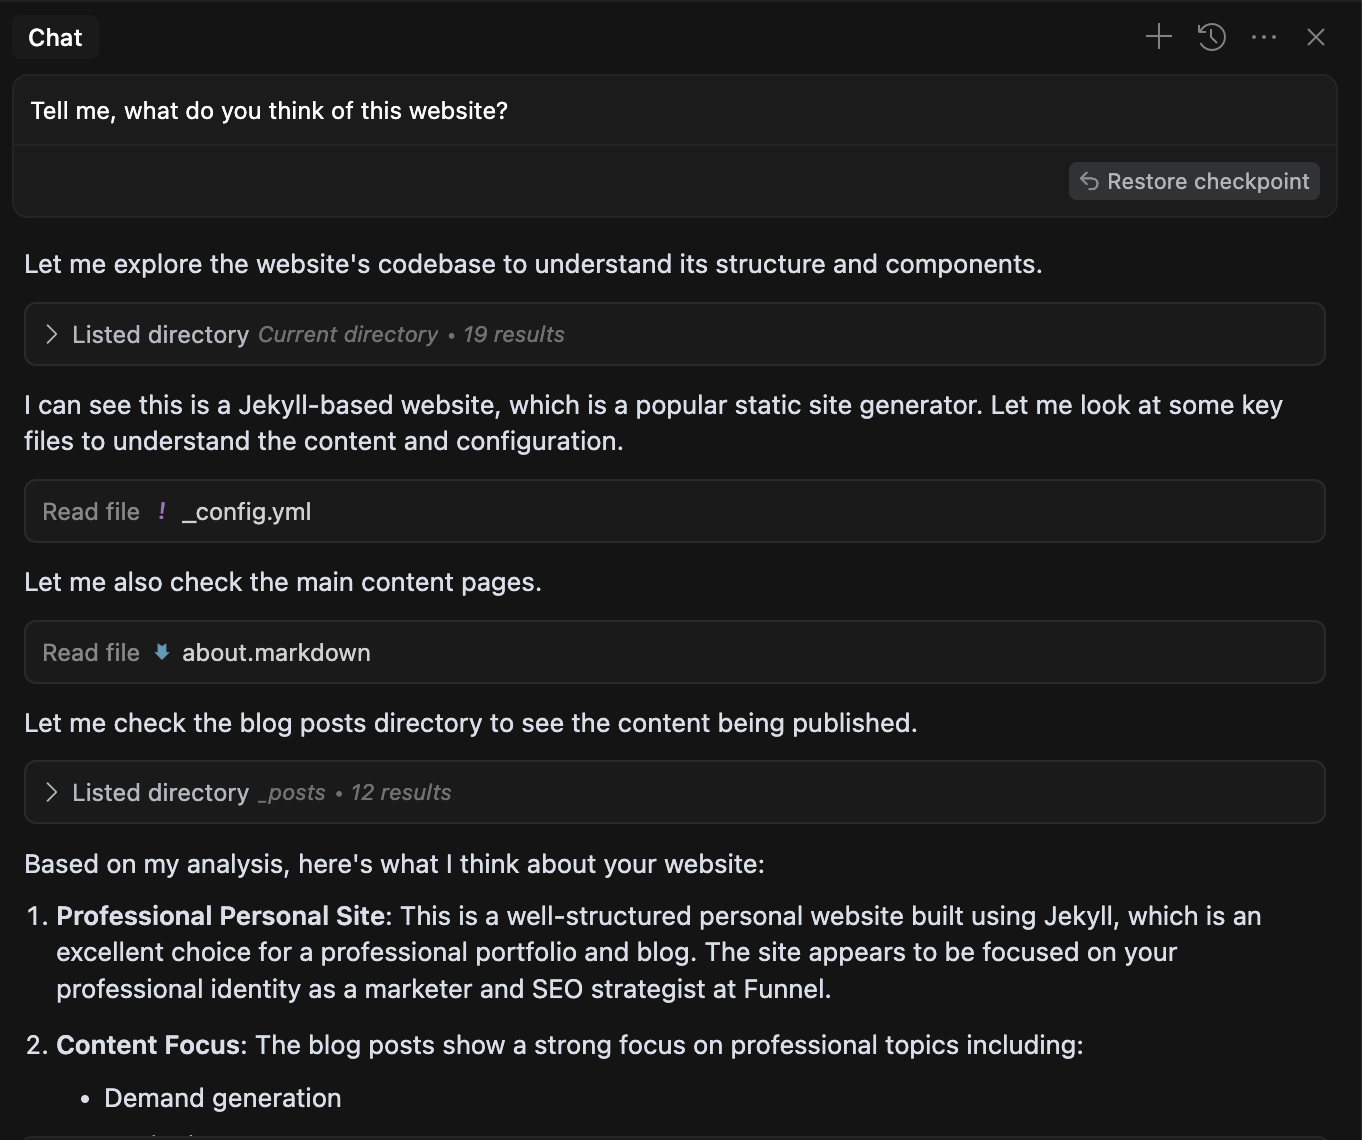 Chat
Tell me, what do you think of this website?
Restore checkpoint
Let me explore the website's codebase to understand its structure and components.
Listed directory Current directory • 19 results
I can see this is a Jekyll-based website, which is a popular static site generator. Let me look at some key
files to understand the content and configuration.
Read file ! _config.yml
Let me also check the main content pages.
Read file about.markdown
Let me check the blog posts directory to see the content being published.
Listed directory _posts • 12 results
Based on my analysis, here's what I think about your website:
1. Professional Personal Site: This is a well-structured personal website built using Jekyll, which is an
excellent choice for a professional portfolio and blog. The site appears to be focused on your
professional identity as a marketer and SEO strategist at Funnel.
2. Content Focus: The blog posts show a strong focus on professional topics including:
• Demand generation